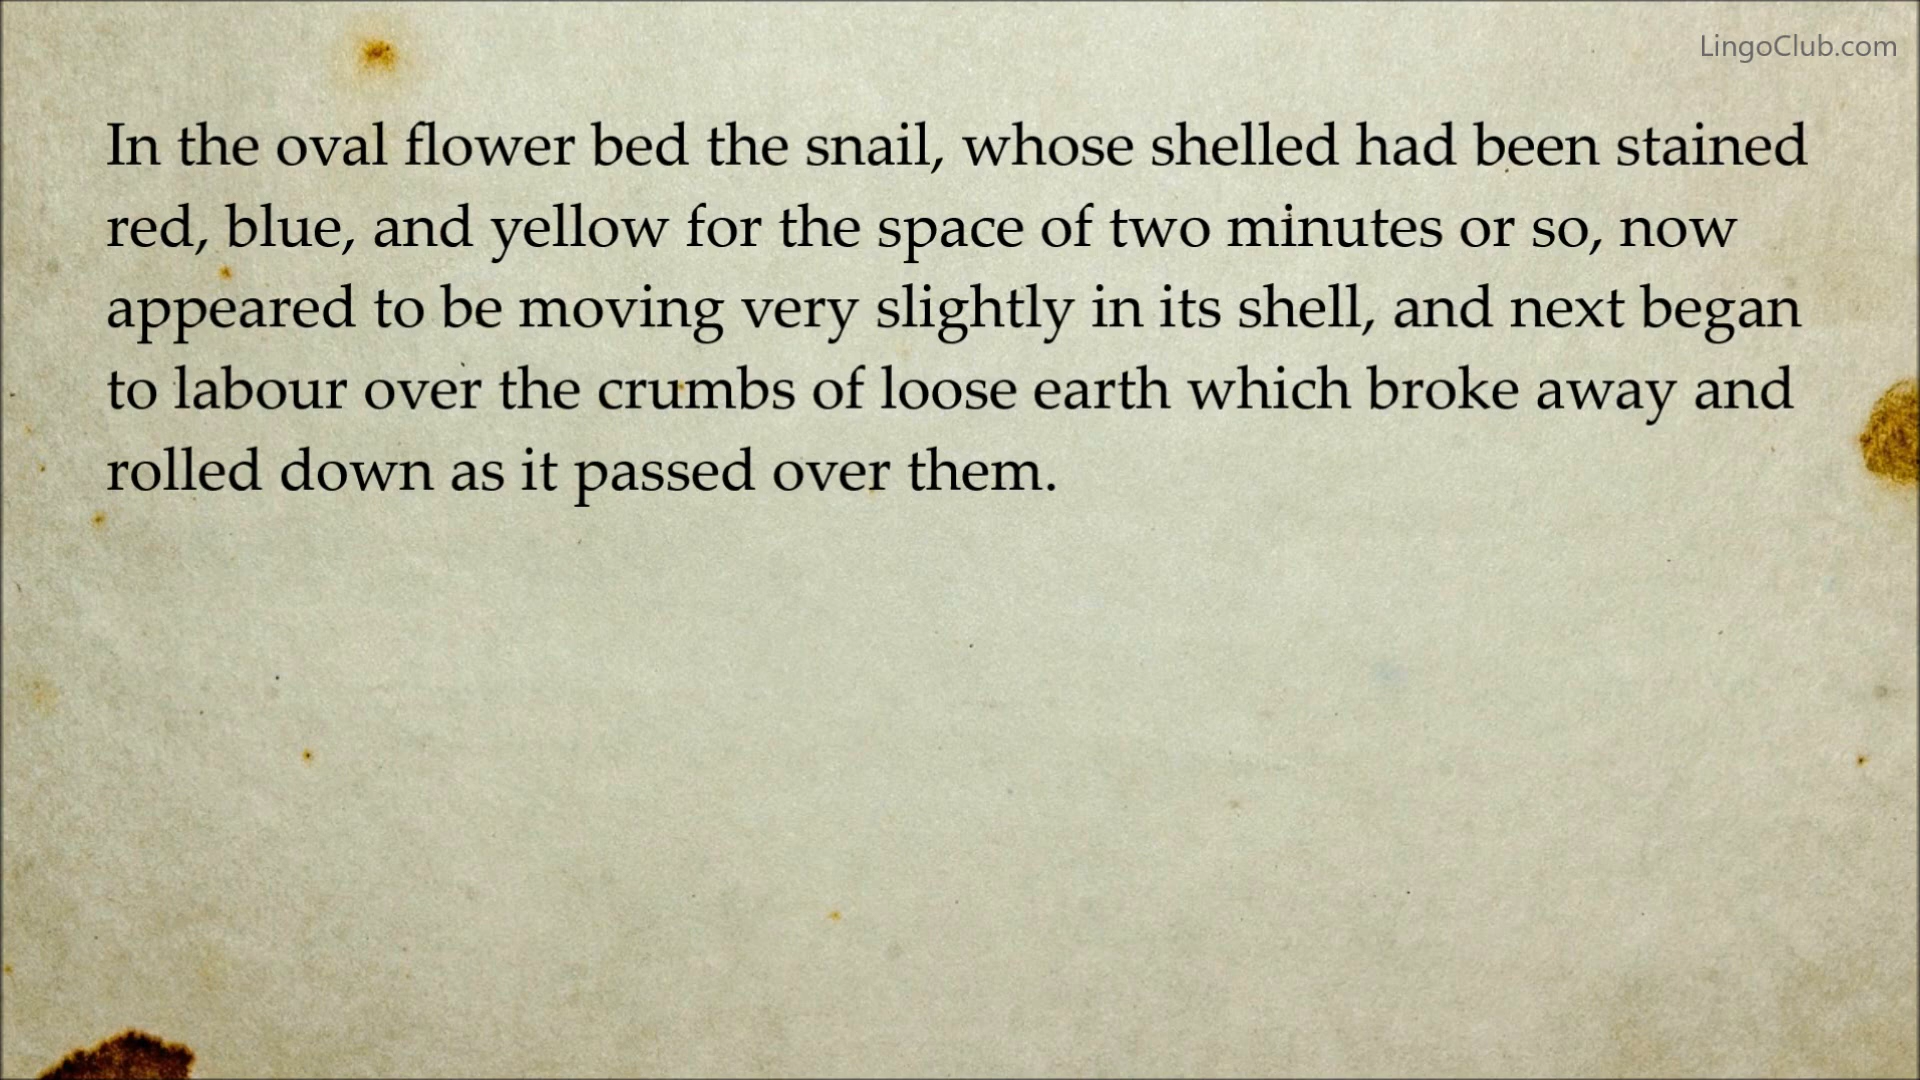 LingoClub.com
In the oval flower bed the snail, whose shelled had been stained
red, blue, and yellow for the space of two minutes or so, now
appeared to be moving very slightly in its shell, and next began
to labour over the crumbs of loose earth which broke away and
rolled down as it passed over them.